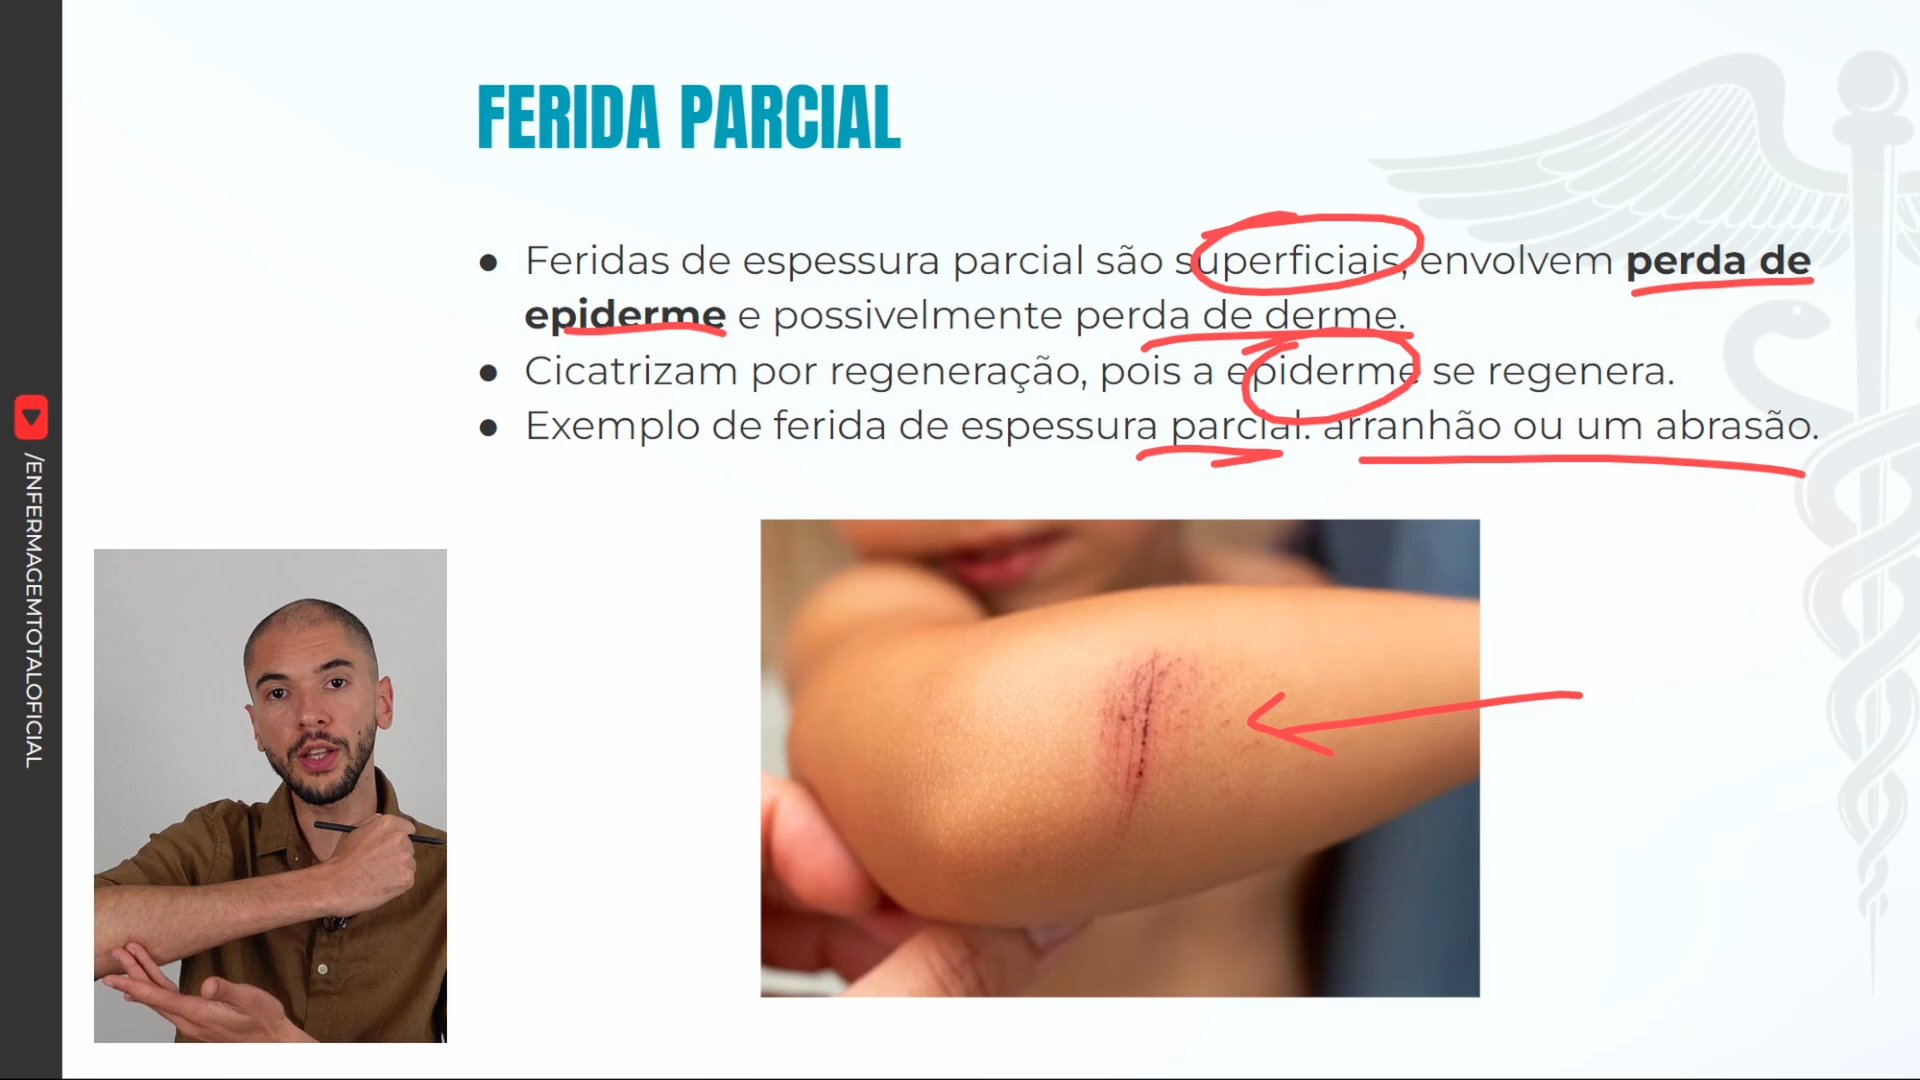 FERIDA PARCIAL
● Feridas de espessura parcial são superficiais, envolvem perda de
epiderme e possivelmente perda de derme.
● Cicatrizam por regeneração, pois a epiderme se regenera.
● Exemplo de ferida de espessura parcial: arranhão ou um abrasão.
/ENFERMAGEMTOTALOFICIAL